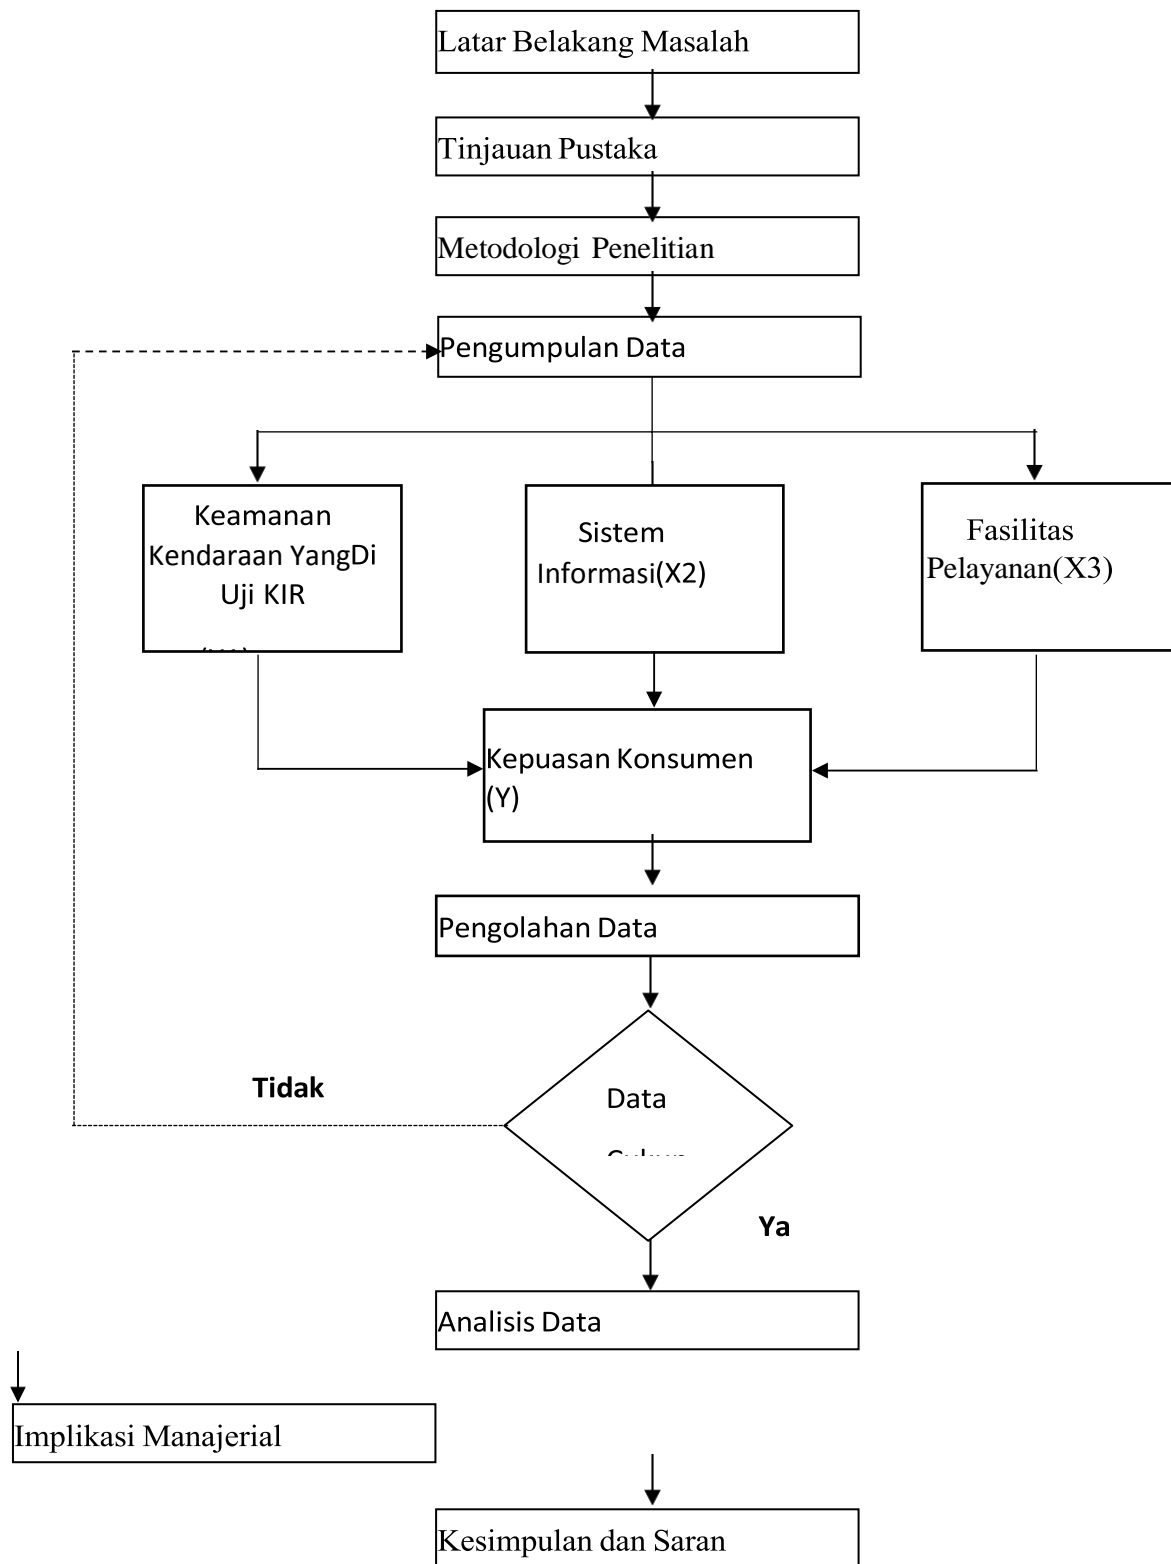 Latar Belakang Masalah
Tinjauan Pustaka
Metodologi Penelitian
Pengumpulan Data
Keamanan
Kendaraan YangDi
Uji KIR
Sistem
Informasi(X2)
Fasilitas
Pelayanan(X3)
Kepuasan Konsumen
(Y)
Pengolahan Data
Tidak
Data
Ya
Analisis Data
Implikasi Manajerial
Kesimpulan dan Saran